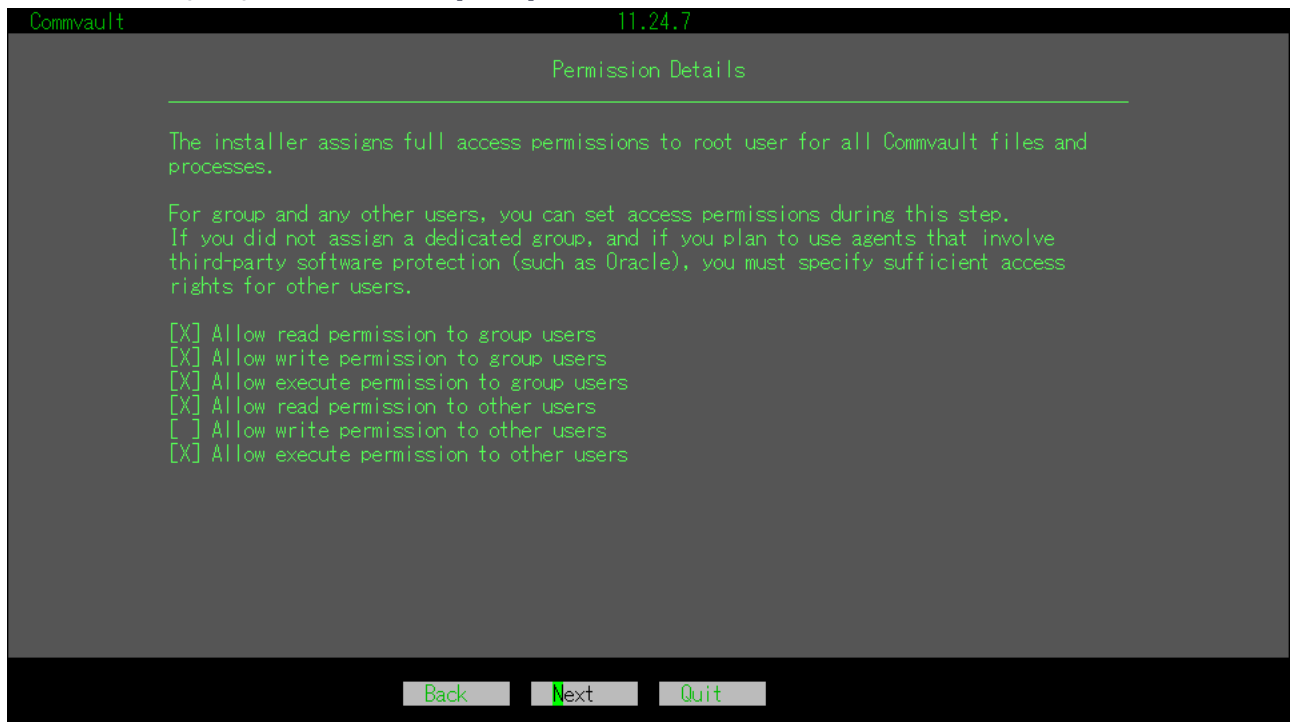 Commvault 11.24.7
Permission Details
The installer assigns full access permissions to root user for all Commvault files and
processes.
For group and any other users, you can set access permissions during this step.
If you did not assign a dedicated group, and if you plan to use agents that involve
third-party software protection (such as Oracle), you must specify sufficient access
rights for other users.
[X] Allow read permission to group users
[X] Allow write permission to group users
[X] Allow execute permission to group users
[X] Allow read permission to other users
[ ] Allow write permission to other users
[X] Allow execute permission to other users
Back Next Quit